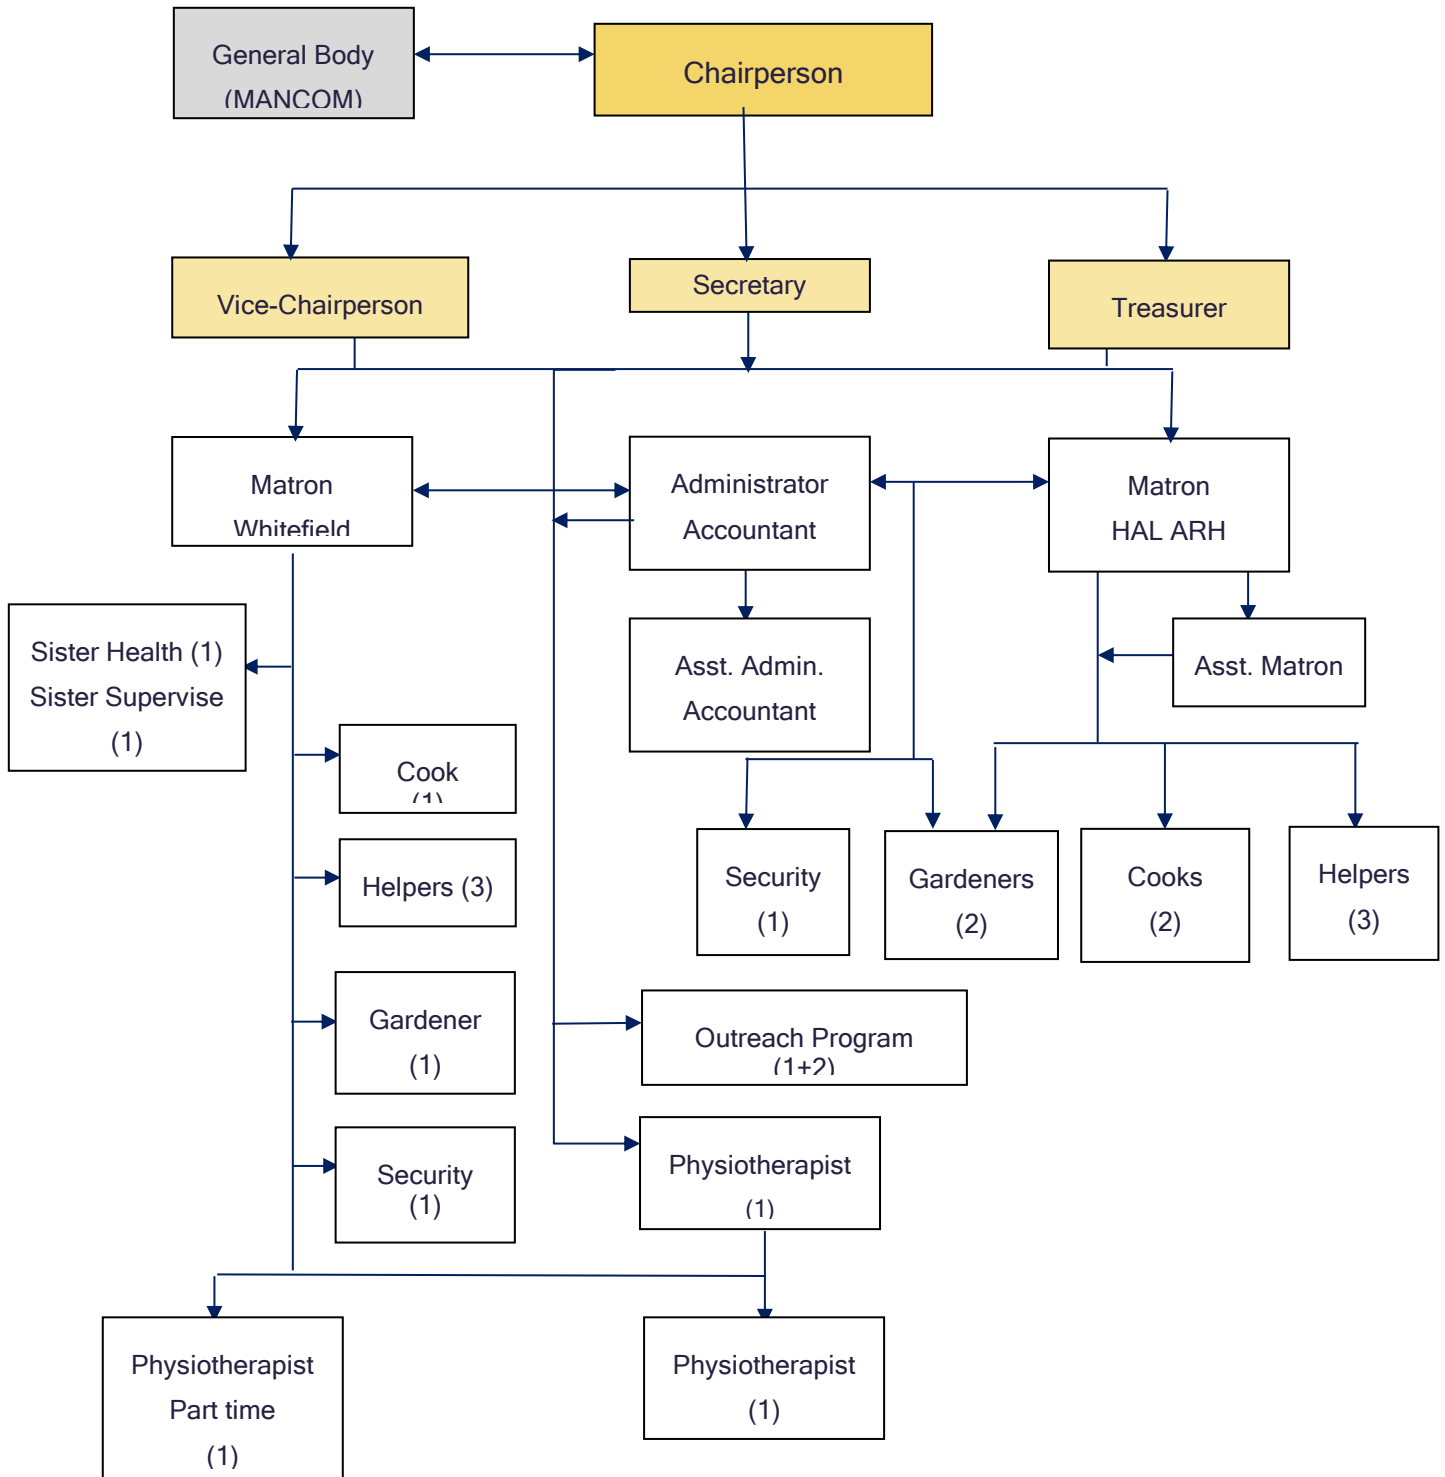 General Body
(MANCOM)
Chairperson
Vice-Chairperson
Secretary
Treasurer
Matron
Whitefield
Administrator
Accountant
Matron
HAL ARH
Sister Health (1)
Sister Supervise
(1)
Asst. Admin.
Accountant
Asst. Matron
Cook
(1)
Helpers (3)
Security
(1)
Gardeners
(2)
Cooks
(2)
Helpers
(3)
Gardener
(1)
Outreach Program
(1+2)
Security
(1)
Physiotherapist
(1)
Physiotherapist
Part time
(1)
Physiotherapist
(1)